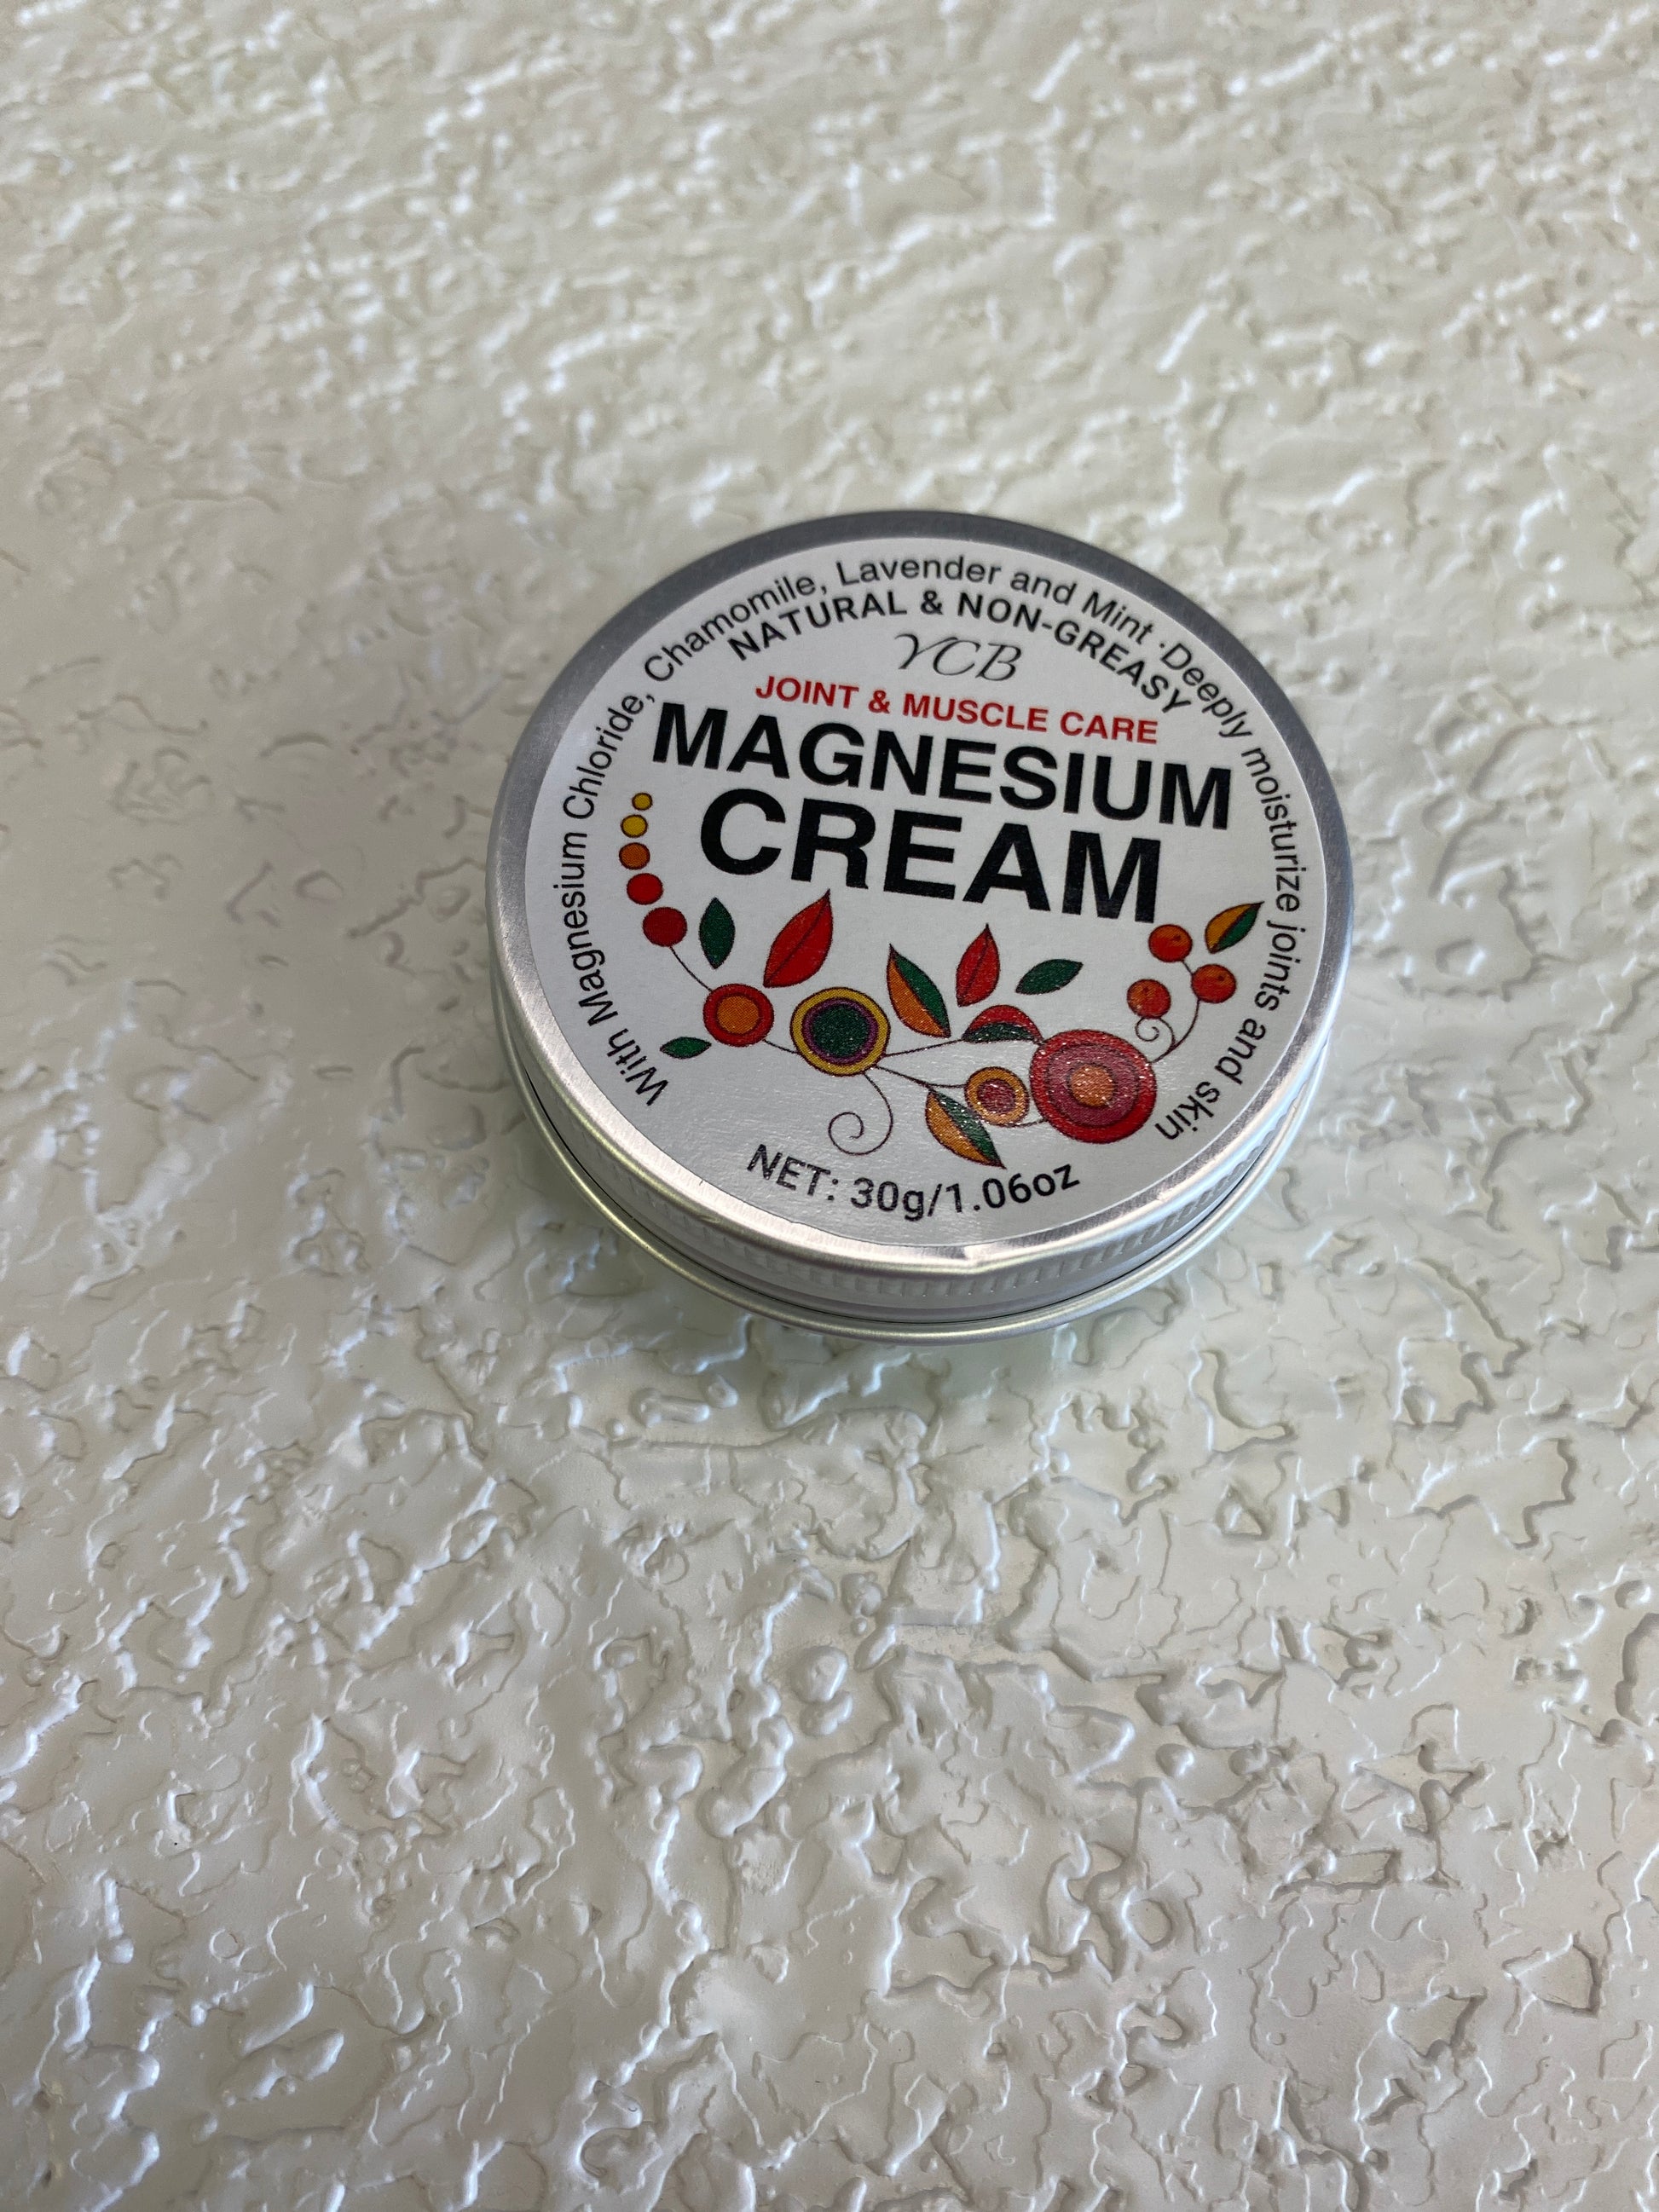 With Magnesium Chloride, Chamomile, Lavender and Mint ·Deeply moisturize joints and skin
NATURAL & NON-GREASY
YCB
JOINT & MUSCLE CARE
MAGNESIUM
CREAM
NET: 30g/1.06oz